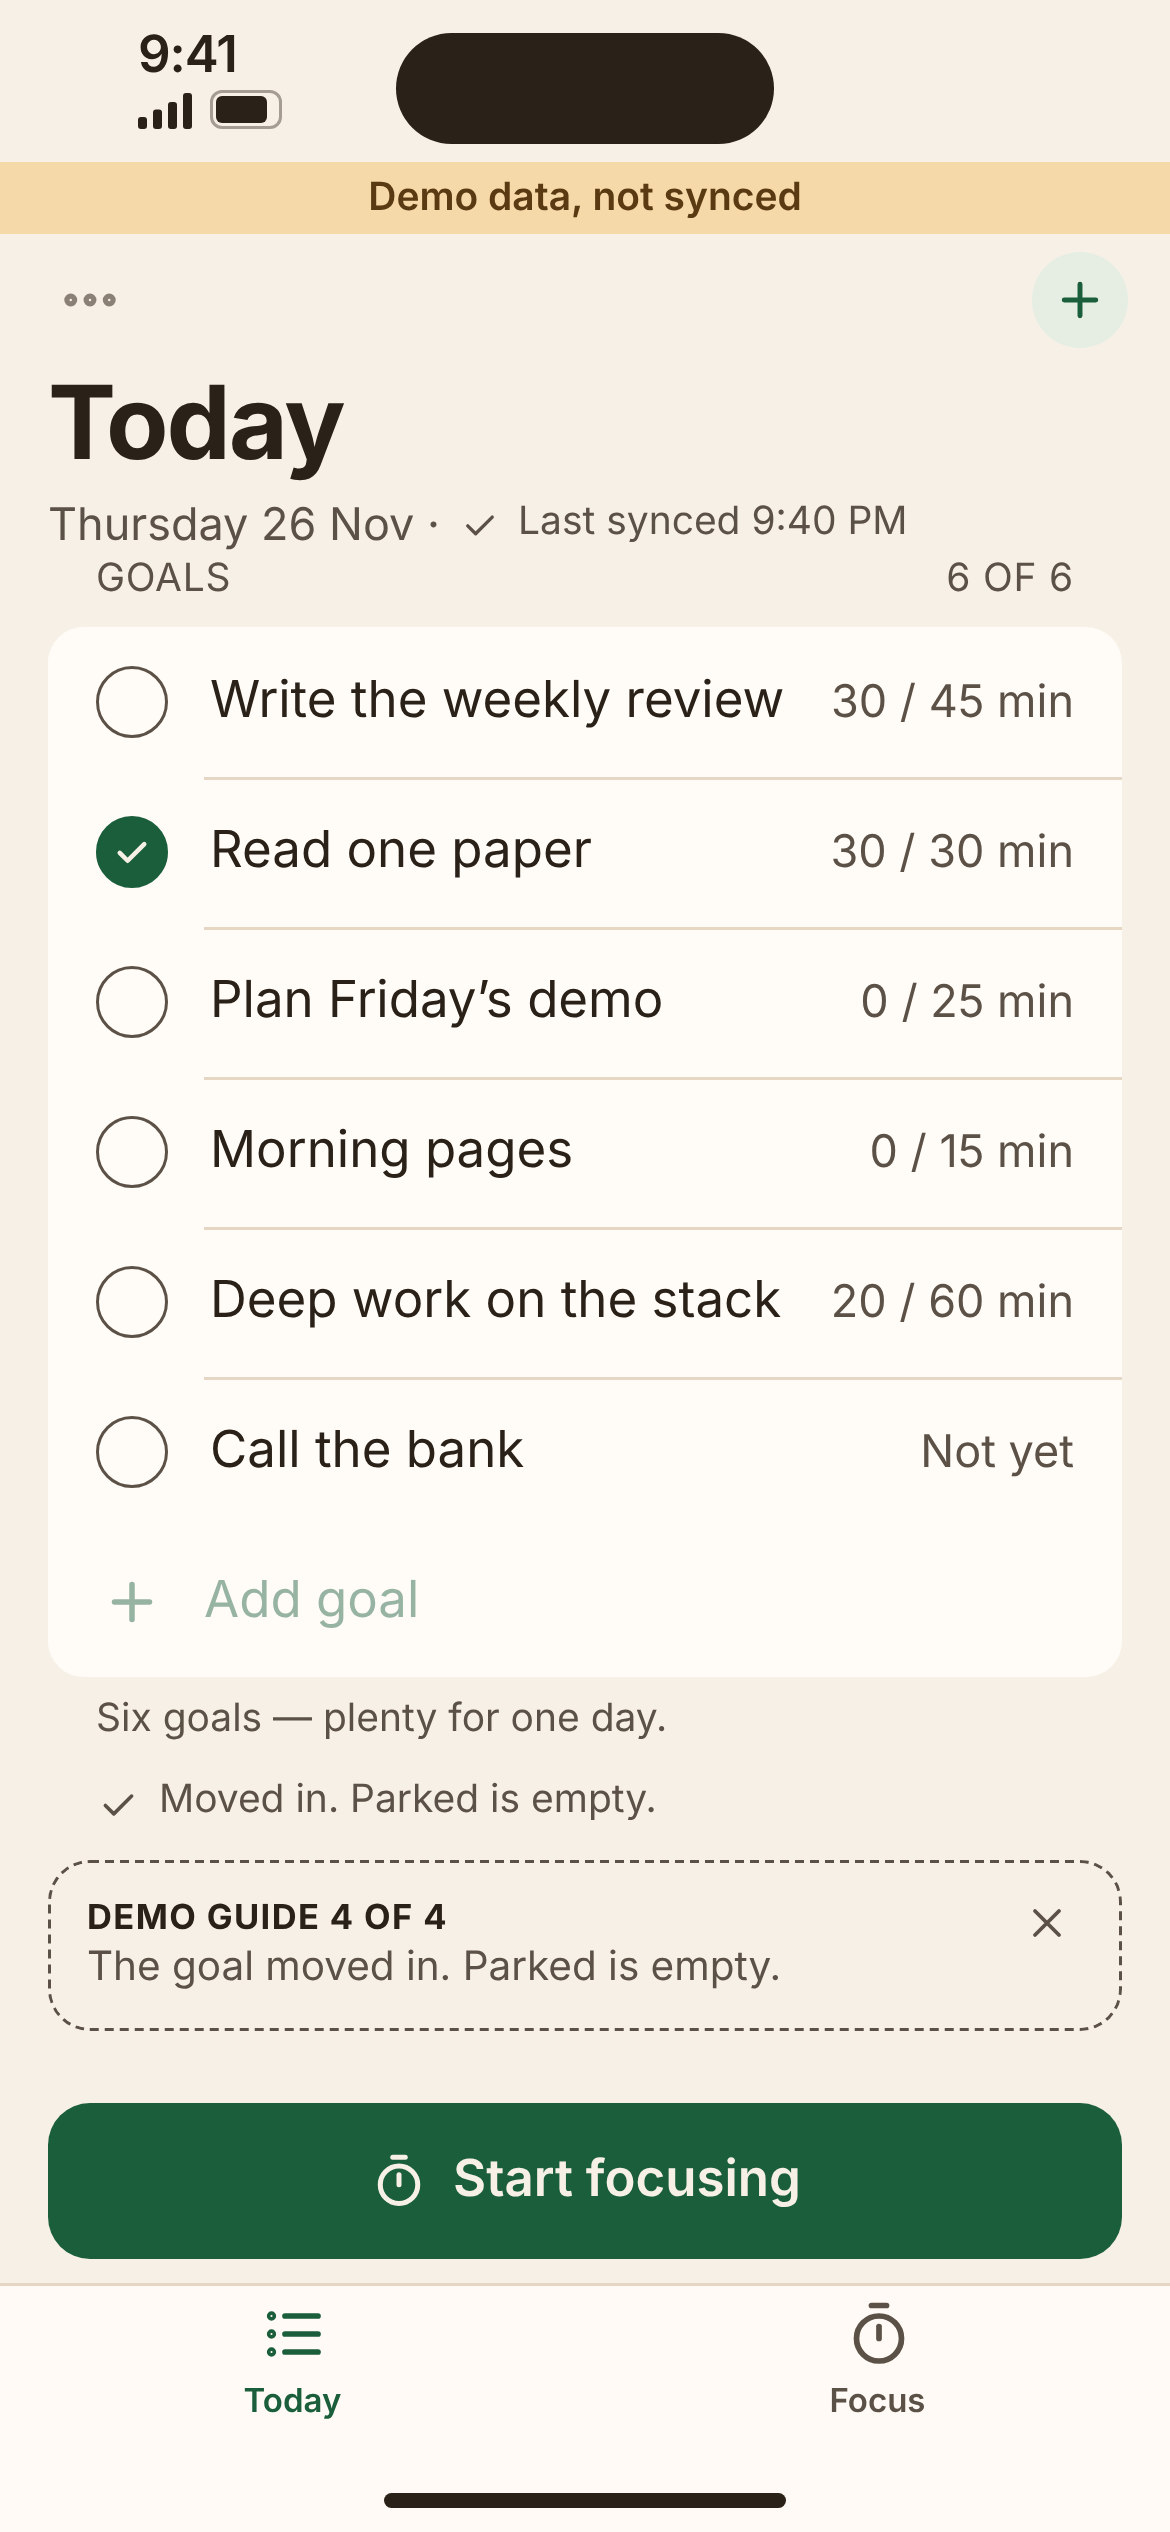 9:41
Demo data, not synced
Today
Thursday 26 Nov · Last synced 9:40 PM
GOALS 6 OF 6
Write the weekly review 30 / 45 min
Read one paper 30 / 30 min
Plan Friday’s demo 0 / 25 min
Morning pages 0 / 15 min
Deep work on the stack 20 / 60 min
Call the bank Not yet
Add goal
Six goals — plenty for one day.
Moved in. Parked is empty.
DEMO GUIDE 4 OF 4
The goal moved in. Parked is empty.
Start focusing
Today Focus